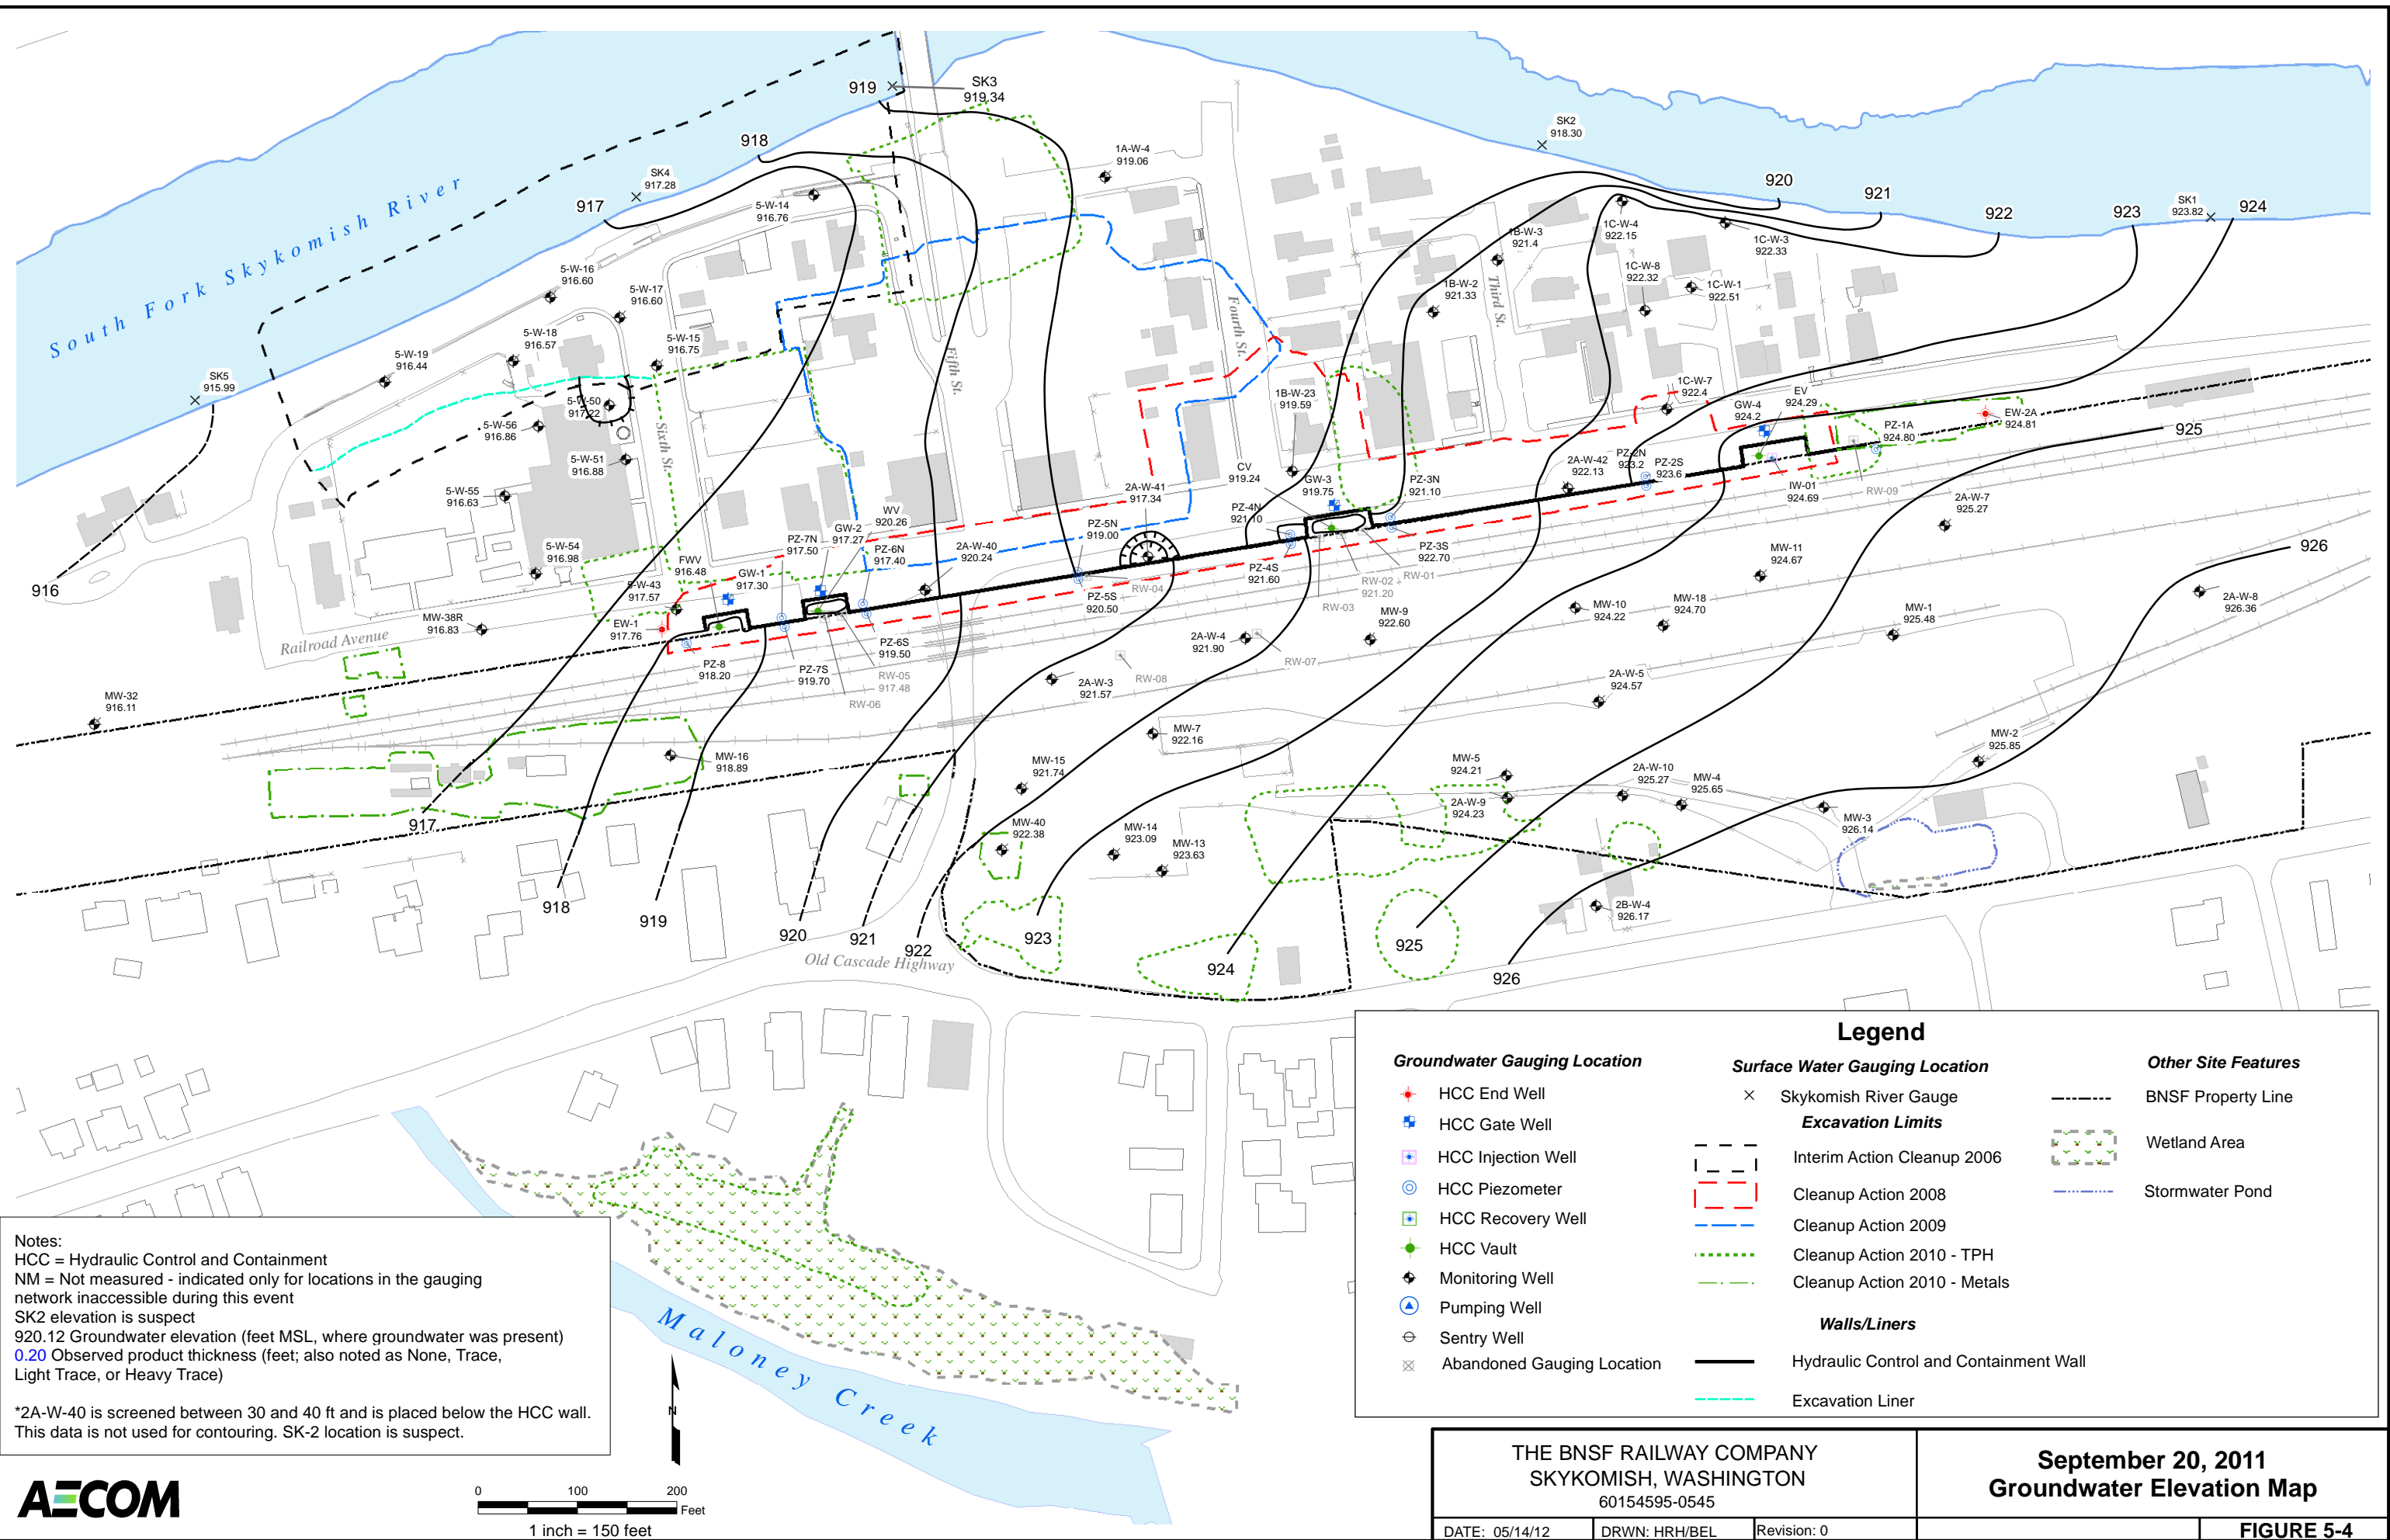 919
SK3
919.34
918
SK4
917.28
917
5-W-14
916.76
1A-W-4
919.06
SK2
918.30
920
921
922
923
SK1
923.82
924
South Fork Skykomish River
5-W-16
916.60
5-W-17
916.60
5-W-18
916.57
5-W-15
916.75
5-W-19
916.44
SK5
915.99
5-W-50
917.22
5-W-56
916.86
5-W-51
916.88
5-W-55
916.63
5-W-54
916.98
Sixth St.
Fifth St.
Fourth St.
Third St.
1B-W-3
921.4
1B-W-2
921.33
1C-W-4
922.15
1C-W-3
922.33
1C-W-8
922.32
1C-W-1
922.51
1C-W-7
922.4
1B-W-23
919.59
CV
919.24
GW-3
919.75
GW-4
924.2
EV
924.29
EW-2A
924.81
PZ-1A
924.80
925
2A-W-42
922.13
PZ-2N
923.2
PZ-2S
923.6
IW-01
924.69
RW-09
2A-W-7
925.27
2A-W-41
917.34
PZ-3N
921.10
PZ-4N
921.10
PZ-5N
919.00
WV
920.26
GW-2
917.27
PZ-7N
917.50
PZ-6N
917.40
2A-W-40
920.24
FWV
916.48
GW-1
917.30
5-W-43
917.57
EW-1
917.76
PZ-3S
922.70
PZ-4S
921.60
RW-02
921.20
RW-01
RW-03
RW-04
PZ-5S
920.50
MW-11
924.67
926
916
Railroad Avenue
MW-38R
916.83
PZ-8
918.20
PZ-7S
919.70
PZ-6S
919.50
RW-05
917.48
RW-06
2A-W-4
921.90
RW-07
MW-9
922.60
MW-10
924.22
MW-18
924.70
MW-1
925.48
2A-W-8
926.36
MW-32
916.11
RW-08
2A-W-3
921.57
2A-W-5
924.57
MW-16
918.89
MW-7
922.16
MW-15
921.74
MW-5
924.21
2A-W-9
924.23
2A-W-10
925.27
MW-4
925.65
MW-2
925.85
MW-3
926.14
917
MW-40
922.38
MW-14
923.09
MW-13
923.63
2B-W-4
926.17
918
919
920
921
922
923
924
925
926
Old Cascade Highway
Maloney Creek
Legend
Groundwater Gauging Location
HCC End Well
HCC Gate Well
HCC Injection Well
HCC Piezometer
HCC Recovery Well
HCC Vault
Monitoring Well
Pumping Well
Sentry Well
Abandoned Gauging Location
Surface Water Gauging Location
Skykomish River Gauge
Excavation Limits
Interim Action Cleanup 2006
Cleanup Action 2008
Cleanup Action 2009
Cleanup Action 2010 - TPH
Cleanup Action 2010 - Metals
Walls/Liners
Hydraulic Control and Containment Wall
Excavation Liner
Other Site Features
BNSF Property Line
Wetland Area
Stormwater Pond
Notes:
HCC = Hydraulic Control and Containment
NM = Not measured - indicated only for locations in the gauging
network inaccessible during this event
SK2 elevation is suspect
920.12 Groundwater elevation (feet MSL, where groundwater was present)
0.20 Observed product thickness (feet; also noted as None, Trace,
Light Trace, or Heavy Trace)
*2A-W-40 is screened between 30 and 40 ft and is placed below the HCC wall.
This data is not used for contouring. SK-2 location is suspect.
N
AECOM
0 100 200
Feet
1 inch = 150 feet
THE BNSF RAILWAY COMPANY
SKYKOMISH, WASHINGTON
60154595-0545
DATE: 05/14/12
DRWN: HRH/BEL
Revision: 0
September 20, 2011
Groundwater Elevation Map
FIGURE 5-4